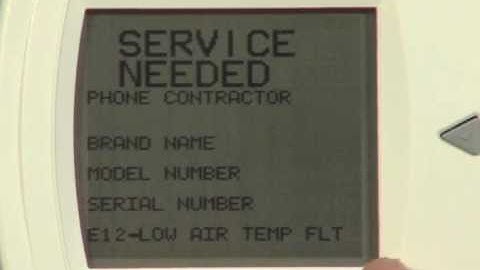 SERVICE
NEEDED
PHONE CONTRACTOR
BRAND NAME
MODEL NUMBER
SERIAL NUMBER
E12→LOW AIR TEMP FLT